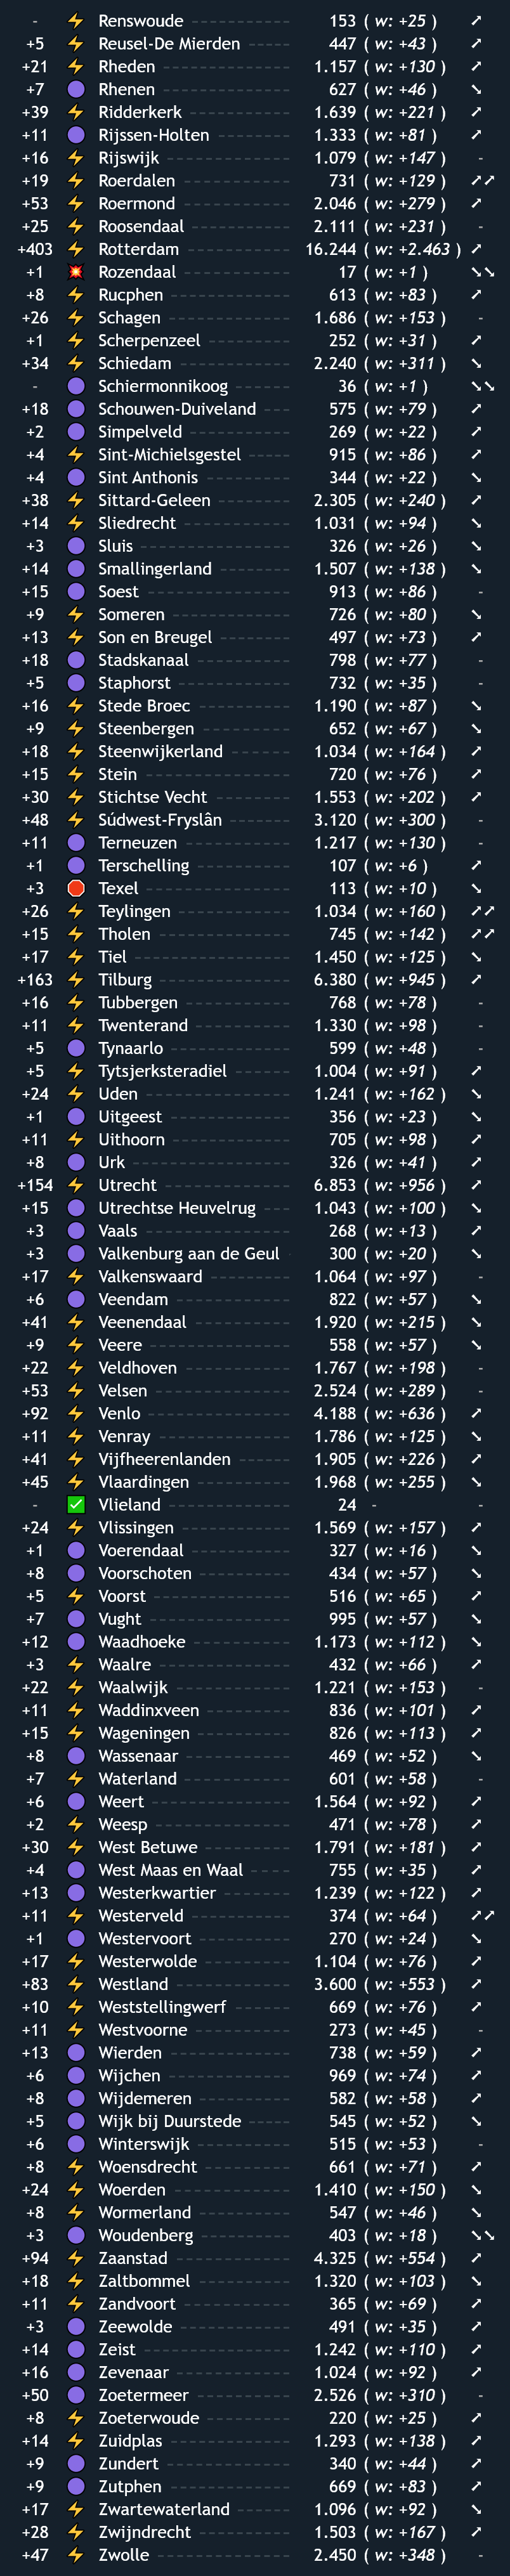 - ⚡ Renswoude 153 ( w: +25 ) ↗
+5 ⚡ Reusel-De Mierden 447 ( w: +43 ) ↗
+21 ⚡ Rheden 1.157 ( w: +130 ) ↗
+7 🟣 Rhenen 627 ( w: +46 ) ↘
+39 ⚡ Ridderkerk 1.639 ( w: +221 ) ↗
+11 🟣 Rijssen-Holten 1.333 ( w: +81 ) ↗
+16 ⚡ Rijswijk 1.079 ( w: +147 ) -
+19 ⚡ Roerdalen 731 ( w: +129 ) ↗↗
+53 ⚡ Roermond 2.046 ( w: +279 ) ↗
+25 ⚡ Roosendaal 2.111 ( w: +231 ) -
+403 ⚡ Rotterdam 16.244 ( w: +2.463 ) ↗
+1 💥 Rozendaal 17 ( w: +1 ) ↘↘
+8 ⚡ Rucphen 613 ( w: +83 ) ↗
+26 ⚡ Schagen 1.686 ( w: +153 ) -
+1 ⚡ Scherpenzeel 252 ( w: +31 ) ↗
+34 ⚡ Schiedam 2.240 ( w: +311 ) ↘
- 🟣 Schiermonnikoog 36 ( w: +1 ) ↘↘
+18 🟣 Schouwen-Duiveland 575 ( w: +79 ) ↗
+2 🟣 Simpelveld 269 ( w: +22 ) ↗
+4 ⚡ Sint-Michielsgestel 915 ( w: +86 ) ↗
+4 🟣 Sint Anthonis 344 ( w: +22 ) ↘
+38 ⚡ Sittard-Geleen 2.305 ( w: +240 ) ↗
+14 ⚡ Sliedrecht 1.031 ( w: +94 ) ↘
+3 🟣 Sluis 326 ( w: +26 ) ↘
+14 🟣 Smallingerland 1.507 ( w: +138 ) ↘
+15 🟣 Soest 913 ( w: +86 ) -
+9 ⚡ Someren 726 ( w: +80 ) ↘
+13 ⚡ Son en Breugel 497 ( w: +73 ) ↗
+18 🟣 Stadskanaal 798 ( w: +77 ) -
+5 🟣 Staphorst 732 ( w: +35 ) -
+16 ⚡ Stede Broec 1.190 ( w: +87 ) ↘
+9 ⚡ Steenbergen 652 ( w: +67 ) ↘
+18 ⚡ Steenwijkerland 1.034 ( w: +164 ) ↗
+15 ⚡ Stein 720 ( w: +76 ) ↗
+30 ⚡ Stichtse Vecht 1.553 ( w: +202 ) ↗
+48 ⚡ Súdwest-Fryslân 3.120 ( w: +300 ) -
+11 🟣 Terneuzen 1.217 ( w: +130 ) -
+1 🟣 Terschelling 107 ( w: +6 ) ↗
+3 🛑 Texel 113 ( w: +10 ) ↘
+26 ⚡ Teylingen 1.034 ( w: +160 ) ↗↗
+15 ⚡ Tholen 745 ( w: +142 ) ↗↗
+17 ⚡ Tiel 1.450 ( w: +125 ) ↘
+163 ⚡ Tilburg 6.380 ( w: +945 ) ↗
+16 ⚡ Tubbergen 768 ( w: +78 ) -
+11 ⚡ Twenterand 1.330 ( w: +98 ) -
+5 🟣 Tynaarlo 599 ( w: +48 ) -
+5 ⚡ Tytsjerksteradiel 1.004 ( w: +91 ) ↗
+24 ⚡ Uden 1.241 ( w: +162 ) ↘
+1 🟣 Uitgeest 356 ( w: +23 ) ↘
+11 ⚡ Uithoorn 705 ( w: +98 ) ↗
+8 🟣 Urk 326 ( w: +41 ) ↗
+154 ⚡ Utrecht 6.853 ( w: +956 ) ↗
+15 🟣 Utrechtse Heuvelrug 1.043 ( w: +100 ) ↘
+3 🟣 Vaals 268 ( w: +13 ) ↗
+3 🟣 Valkenburg aan de Geul 300 ( w: +20 ) ↘
+17 ⚡ Valkenswaard 1.064 ( w: +97 ) -
+6 🟣 Veendam 822 ( w: +57 ) ↘
+41 ⚡ Veenendaal 1.920 ( w: +215 ) ↘
+9 ⚡ Veere 558 ( w: +57 ) ↘
+22 ⚡ Veldhoven 1.767 ( w: +198 ) -
+53 ⚡ Velsen 2.524 ( w: +289 ) -
+92 ⚡ Venlo 4.188 ( w: +636 ) ↗
+11 ⚡ Venray 1.786 ( w: +125 ) ↘
+41 ⚡ Vijfheerenlanden 1.905 ( w: +226 ) ↗
+45 ⚡ Vlaardingen 1.968 ( w: +255 ) ↘
- ✅ Vlieland 24 - -
+24 ⚡ Vlissingen 1.569 ( w: +157 ) ↗
+1 🟣 Voerendaal 327 ( w: +16 ) ↘
+8 🟣 Voorschoten 434 ( w: +57 ) ↘
+5 ⚡ Voorst 516 ( w: +65 ) ↗
+7 🟣 Vught 995 ( w: +57 ) ↘
+12 🟣 Waadhoeke 1.173 ( w: +112 ) ↘
+3 ⚡ Waalre 432 ( w: +66 ) ↗
+22 ⚡ Waalwijk 1.221 ( w: +153 ) -
+11 ⚡ Waddinxveen 836 ( w: +101 ) ↗
+15 ⚡ Wageningen 826 ( w: +113 ) ↗
+8 🟣 Wassenaar 469 ( w: +52 ) ↘
+7 ⚡ Waterland 601 ( w: +58 ) -
+6 🟣 Weert 1.564 ( w: +92 ) ↗
+2 ⚡ Weesp 471 ( w: +78 ) ↗
+30 ⚡ West Betuwe 1.791 ( w: +181 ) ↗
+4 🟣 West Maas en Waal 755 ( w: +35 ) ↗
+13 🟣 Westerkwartier 1.239 ( w: +122 ) ↗
+11 ⚡ Westerveld 374 ( w: +64 ) ↗↗
+1 🟣 Westervoort 270 ( w: +24 ) ↘
+17 ⚡ Westerwolde 1.104 ( w: +76 ) ↗
+83 ⚡ Westland 3.600 ( w: +553 ) ↗
+10 ⚡ Weststellingwerf 669 ( w: +76 ) ↗
+11 ⚡ Westvoorne 273 ( w: +45 ) -
+13 🟣 Wierden 738 ( w: +59 ) ↗
+6 🟣 Wijchen 969 ( w: +74 ) ↗
+8 🟣 Wijdemeren 582 ( w: +58 ) ↗
+5 🟣 Wijk bij Duurstede 545 ( w: +52 ) ↘
+6 🟣 Winterswijk 515 ( w: +53 ) -
+8 ⚡ Woensdrecht 661 ( w: +71 ) ↗
+24 ⚡ Woerden 1.410 ( w: +150 ) ↘
+8 ⚡ Wormerland 547 ( w: +46 ) ↘
+3 🟣 Woudenberg 403 ( w: +18 ) ↘↘
+94 ⚡ Zaanstad 4.325 ( w: +554 ) ↗
+18 ⚡ Zaltbommel 1.320 ( w: +103 ) ↘
+11 ⚡ Zandvoort 365 ( w: +69 ) ↗
+3 🟣 Zeewolde 491 ( w: +35 ) ↗
+14 🟣 Zeist 1.242 ( w: +110 ) ↗
+16 🟣 Zevenaar 1.024 ( w: +92 ) ↗
+50 🟣 Zoetermeer 2.526 ( w: +310 ) -
+8 ⚡ Zoeterwoude 220 ( w: +25 ) ↗
+14 ⚡ Zuidplas 1.293 ( w: +138 ) ↗
+9 🟣 Zundert 340 ( w: +44 ) ↗
+9 🟣 Zutphen 669 ( w: +83 ) ↗
+17 ⚡ Zwartewaterland 1.096 ( w: +92 ) ↘
+28 ⚡ Zwijndrecht 1.503 ( w: +167 ) ↗
+47 ⚡ Zwolle 2.450 ( w: +348 ) -